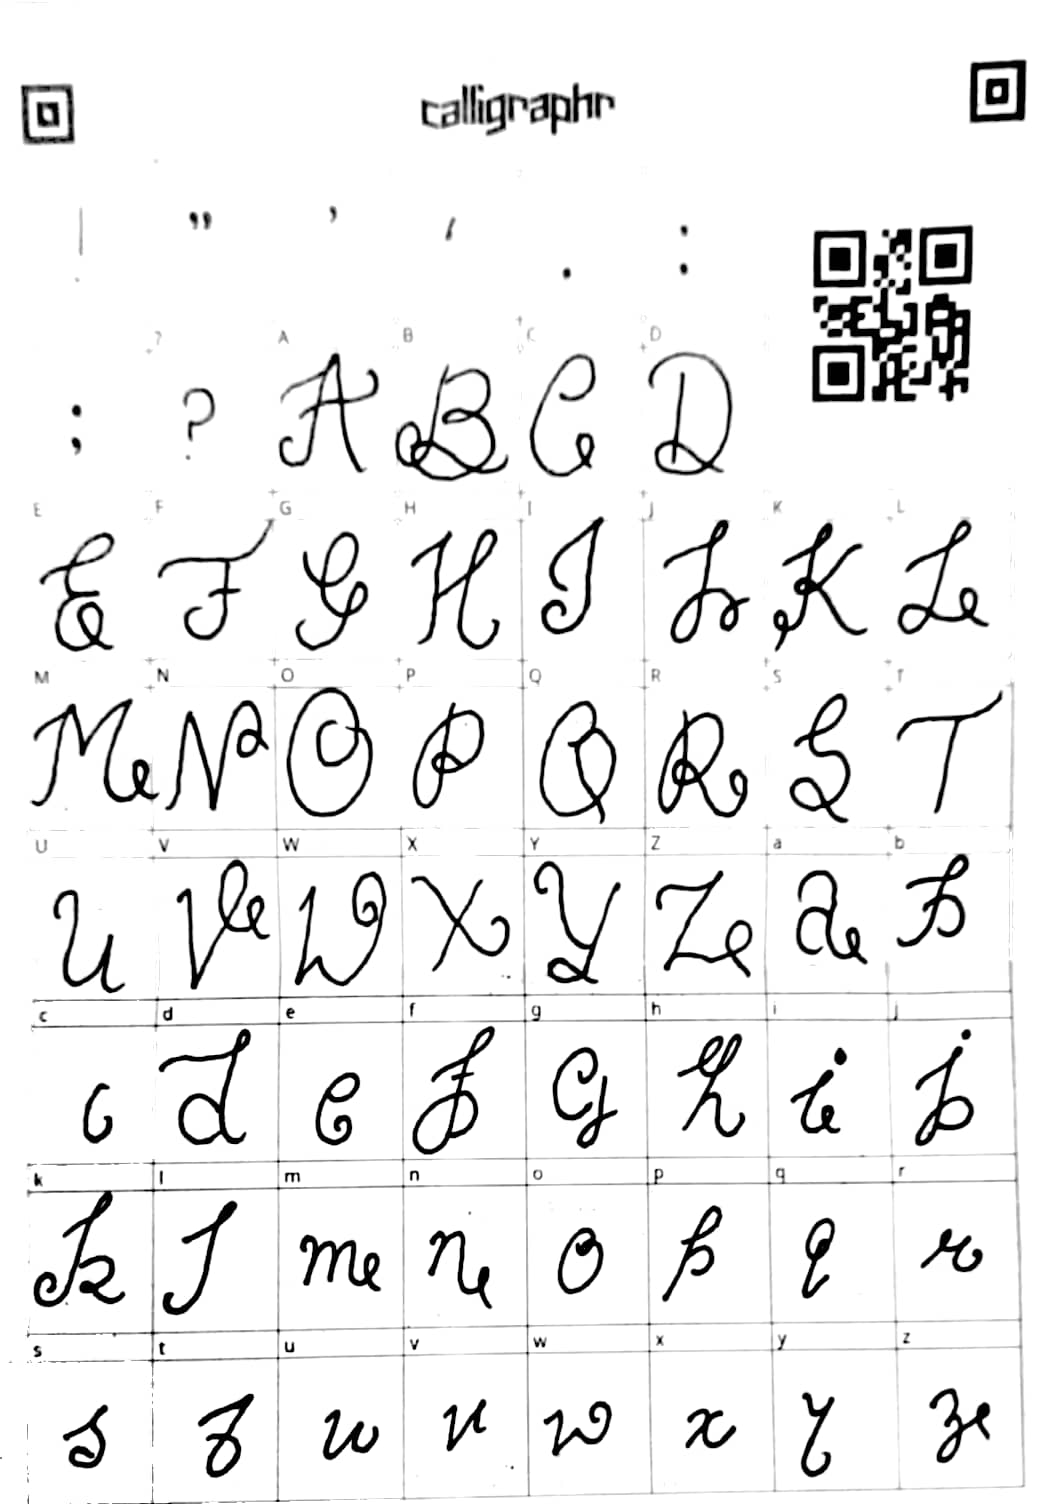 calligraphr
! " ' , . :
? A B C D
; ? A B C D
E F G H I J K L
E F G H I J K L
M N O P Q R S T
M N O P Q R S T
U V W X Y Z a b
U V W X Y Z a b
c d e f g h i j
c d e f g h i j
k l m n o p q r
k l m n o p q r
s t u v w x y z
s t u v w x y z